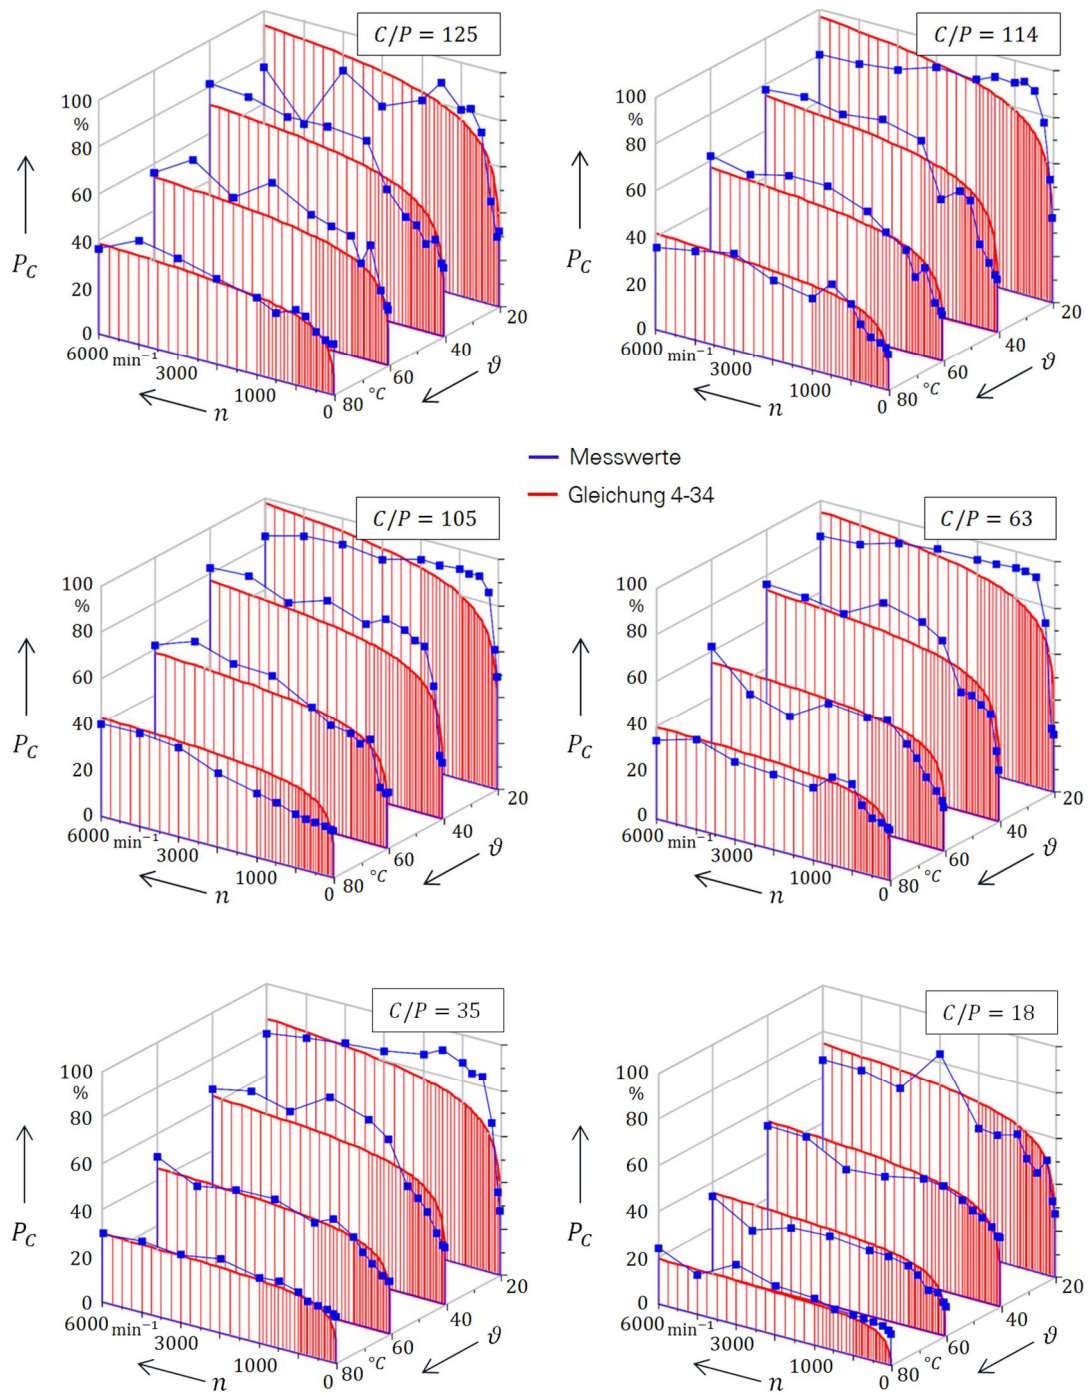 C/P = 125
100
%
80
60
40
20
0
P_C
6000 min⁻¹
3000
1000
0
n
80 °C
60
40
20
ϑ
C/P = 114
100
%
80
60
40
20
0
P_C
6000 min⁻¹
3000
1000
0
n
80 °C
60
40
20
ϑ
Messwerte
Gleichung 4-34
C/P = 105
100
%
80
60
40
20
0
P_C
6000 min⁻¹
3000
1000
0
n
80 °C
60
40
20
ϑ
C/P = 63
100
%
80
60
40
20
0
P_C
6000 min⁻¹
3000
1000
0
n
80 °C
60
40
20
ϑ
C/P = 35
100
%
80
60
40
20
0
P_C
6000 min⁻¹
3000
1000
0
n
80 °C
60
40
20
ϑ
C/P = 18
100
%
80
60
40
20
0
P_C
6000 min⁻¹
3000
1000
0
n
80 °C
60
40
20
ϑ